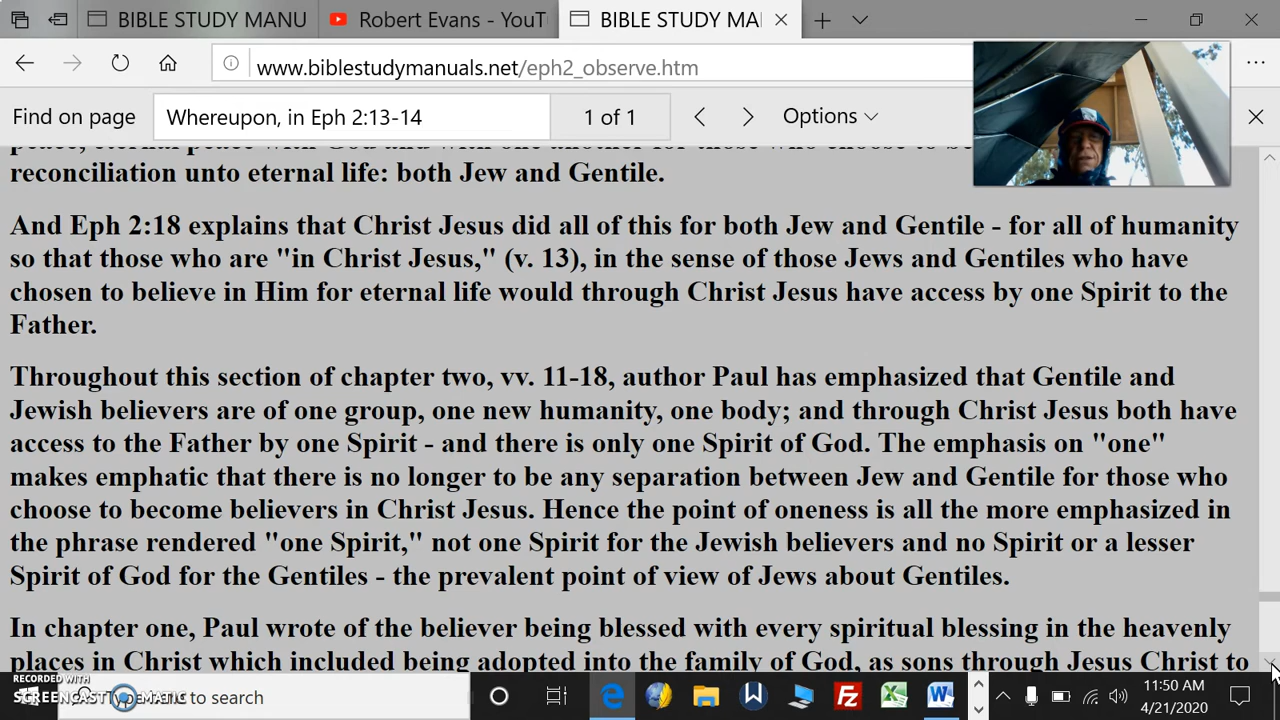 BIBLE STUDY MANU
Robert Evans - YouT
BIBLE STUDY MA
www.biblestudymanuals.net/eph2_observe.htm
Find on page
Whereupon, in Eph 2:13-14
1 of 1
Options
reconciliation unto eternal life: both Jew and Gentile.
And Eph 2:18 explains that Christ Jesus did all of this for both Jew and Gentile - for all of humanity
so that those who are "in Christ Jesus," (v. 13), in the sense of those Jews and Gentiles who have
chosen to believe in Him for eternal life would through Christ Jesus have access by one Spirit to the
Father.
Throughout this section of chapter two, vv. 11-18, author Paul has emphasized that Gentile and
Jewish believers are of one group, one new humanity, one body; and through Christ Jesus both have
access to the Father by one Spirit - and there is only one Spirit of God. The emphasis on "one"
makes emphatic that there is no longer to be any separation between Jew and Gentile for those who
choose to become believers in Christ Jesus. Hence the point of oneness is all the more emphasized in
the phrase rendered "one Spirit," not one Spirit for the Jewish believers and no Spirit or a lesser
Spirit of God for the Gentiles - the prevalent point of view of Jews about Gentiles.
In chapter one, Paul wrote of the believer being blessed with every spiritual blessing in the heavenly
places in Christ which included being adopted into the family of God, as sons through Jesus Christ to
RECORDED WITH
SCREENCAST MATIC
Type here to search
11:50 AM
4/21/2020